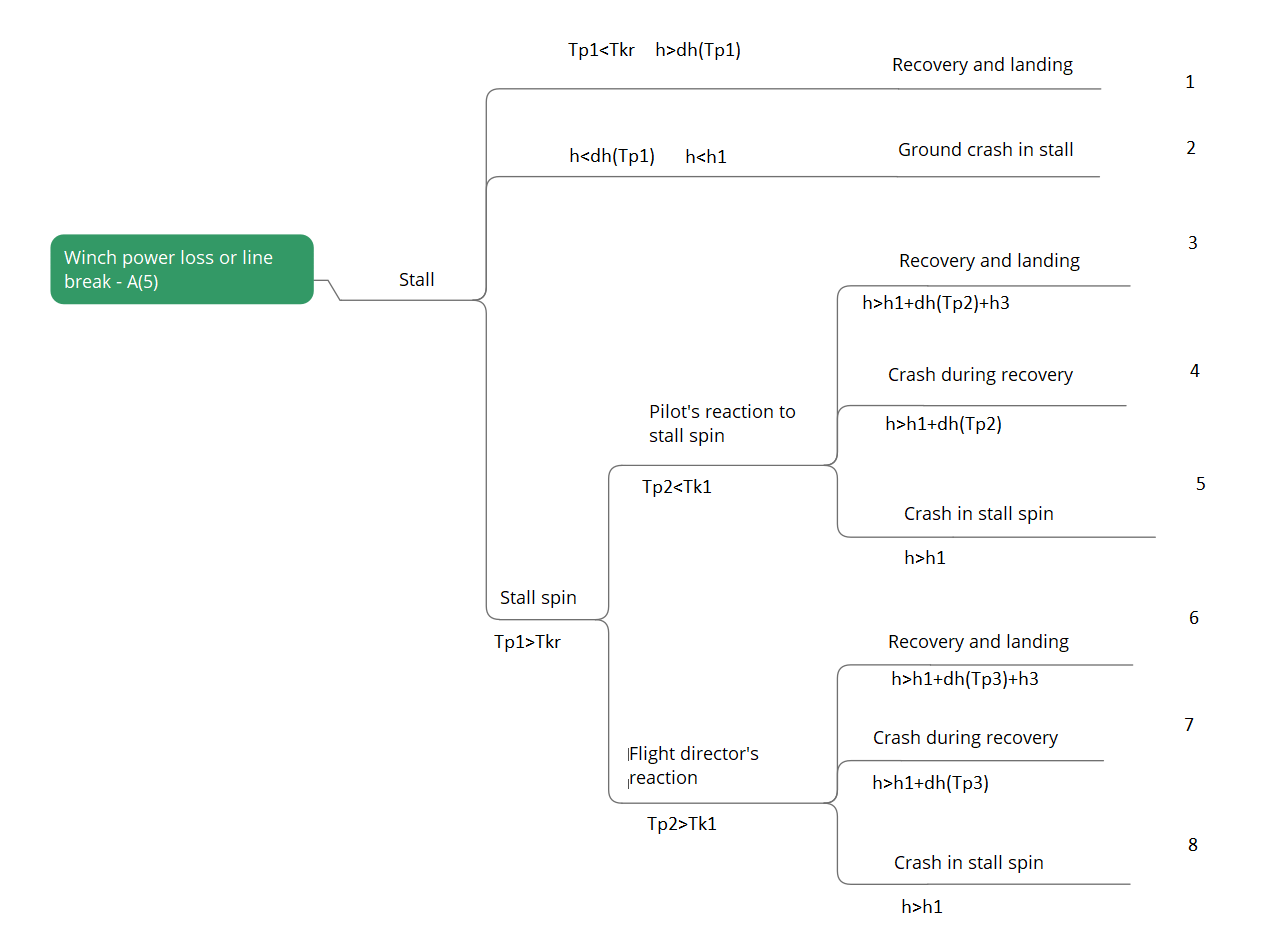 Tp1<Tkr h>dh(Tp1)
Recovery and landing
1
h<dh(Tp1) h<h1
Ground crash in stall
2
Winch power loss or line
break - A(5)
Stall
3
Recovery and landing
h>h1+dh(Tp2)+h3
4
Crash during recovery
h>h1+dh(Tp2)
Pilot's reaction to
stall spin
Tp2<Tk1
5
Crash in stall spin
h>h1
Stall spin
Tp1>Tkr
6
Recovery and landing
h>h1+dh(Tp3)+h3
7
Crash during recovery
h>h1+dh(Tp3)
Flight director's
reaction
Tp2>Tk1
8
Crash in stall spin
h>h1